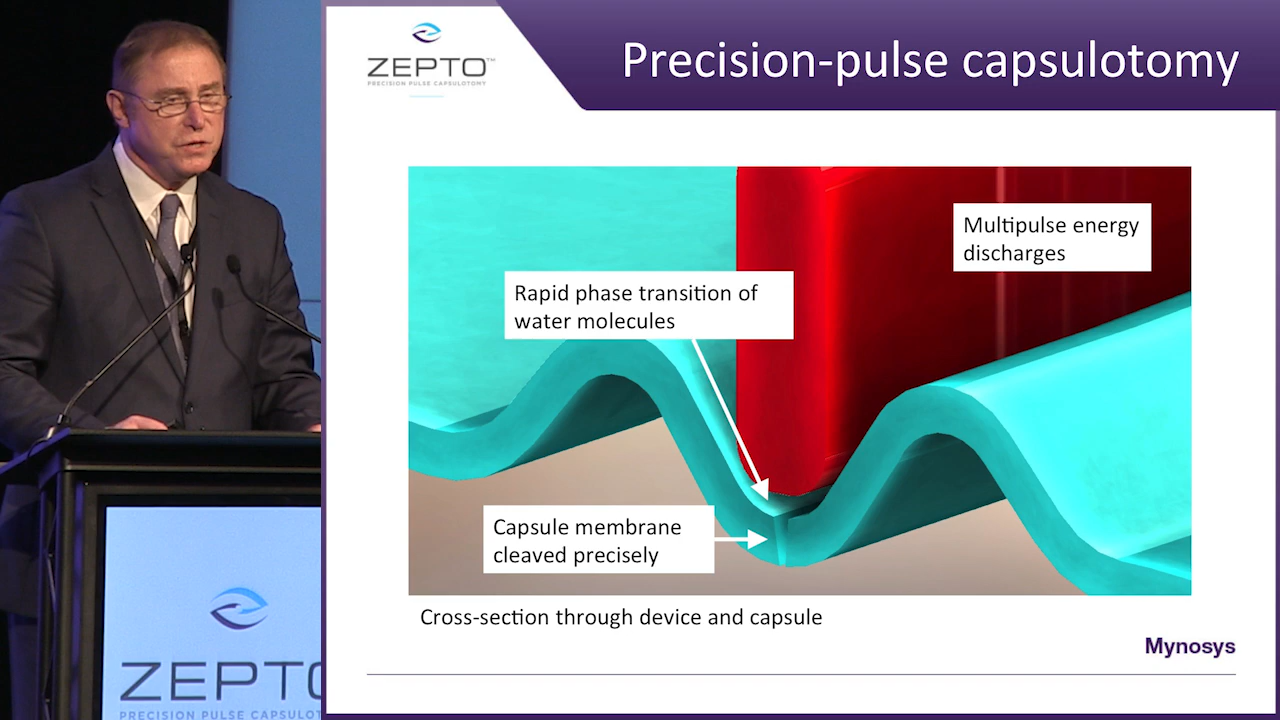 ZEPTO™
PRECISION PULSE CAPSULOTOMY
Precision-pulse capsulotomy
Multipulse energy
discharges
Rapid phase transition of
water molecules
Capsule membrane
cleaved precisely
Cross-section through device and capsule
Mynosys
ZEPTO
PRECISION PULSE CAPSULOT